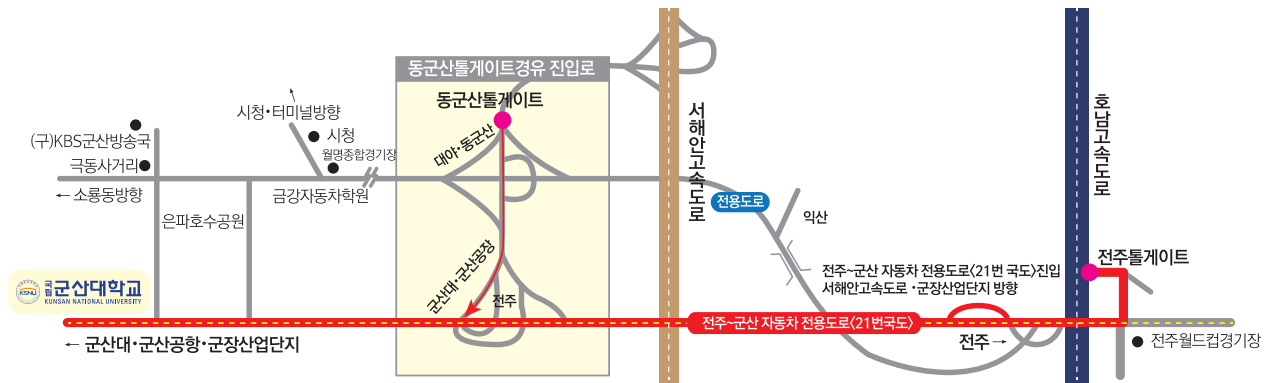 동군산톨게이트경유 진입로
동군산톨게이트
시청·터미널방향
시청
월명종합경기장
(구)KBS군산방송국
극동사거리
← 소룡동방향
금강자동차학원
은파호수공원
대야·동군산
군산대·군산공장
전주
서해안고속도로
호남고속도로
전용도로
익산
전주~군산 자동차 전용도로<21번 국도>진입
서해안고속도로 ·군장산업단지 방향
전주톨게이트
KSNU
국립군산대학교
KUNSAN NATIONAL UNIVERSITY
전주~군산 자동차 전용도로<21번국도>
← 군산대·군산공항·군장산업단지
전주→
전주월드컵경기장